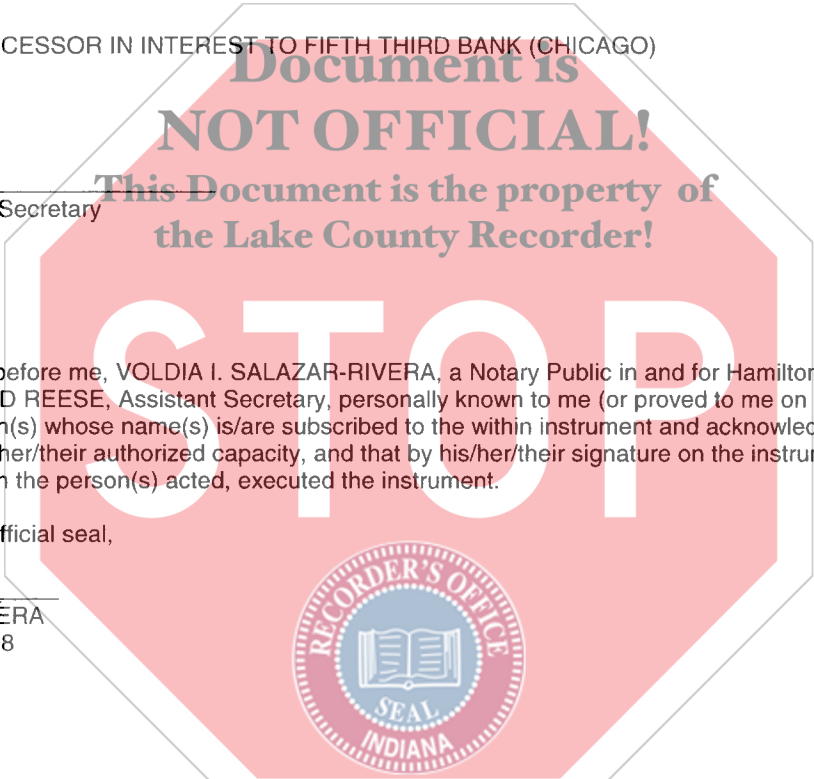 CESSOR IN INTEREST TO FIFTH THIRD BANK (CHICAGO)
Document is
NOT OFFICIAL!
This Document is the property of
Secretary
the Lake County Recorder!
STOP
before me, VOLDIA I. SALAZAR-RIVERA, a Notary Public in and for Hamilton
D REESE, Assistant Secretary, personally known to me (or proved to me on
n(s) whose name(s) is/are subscribed to the within instrument and acknowled
her/their authorized capacity, and that by his/her/their signature on the instru
the person(s) acted, executed the instrument.
fficial seal,
ERA
8
RECORDER'S OFFICE
SEAL
INDIANA